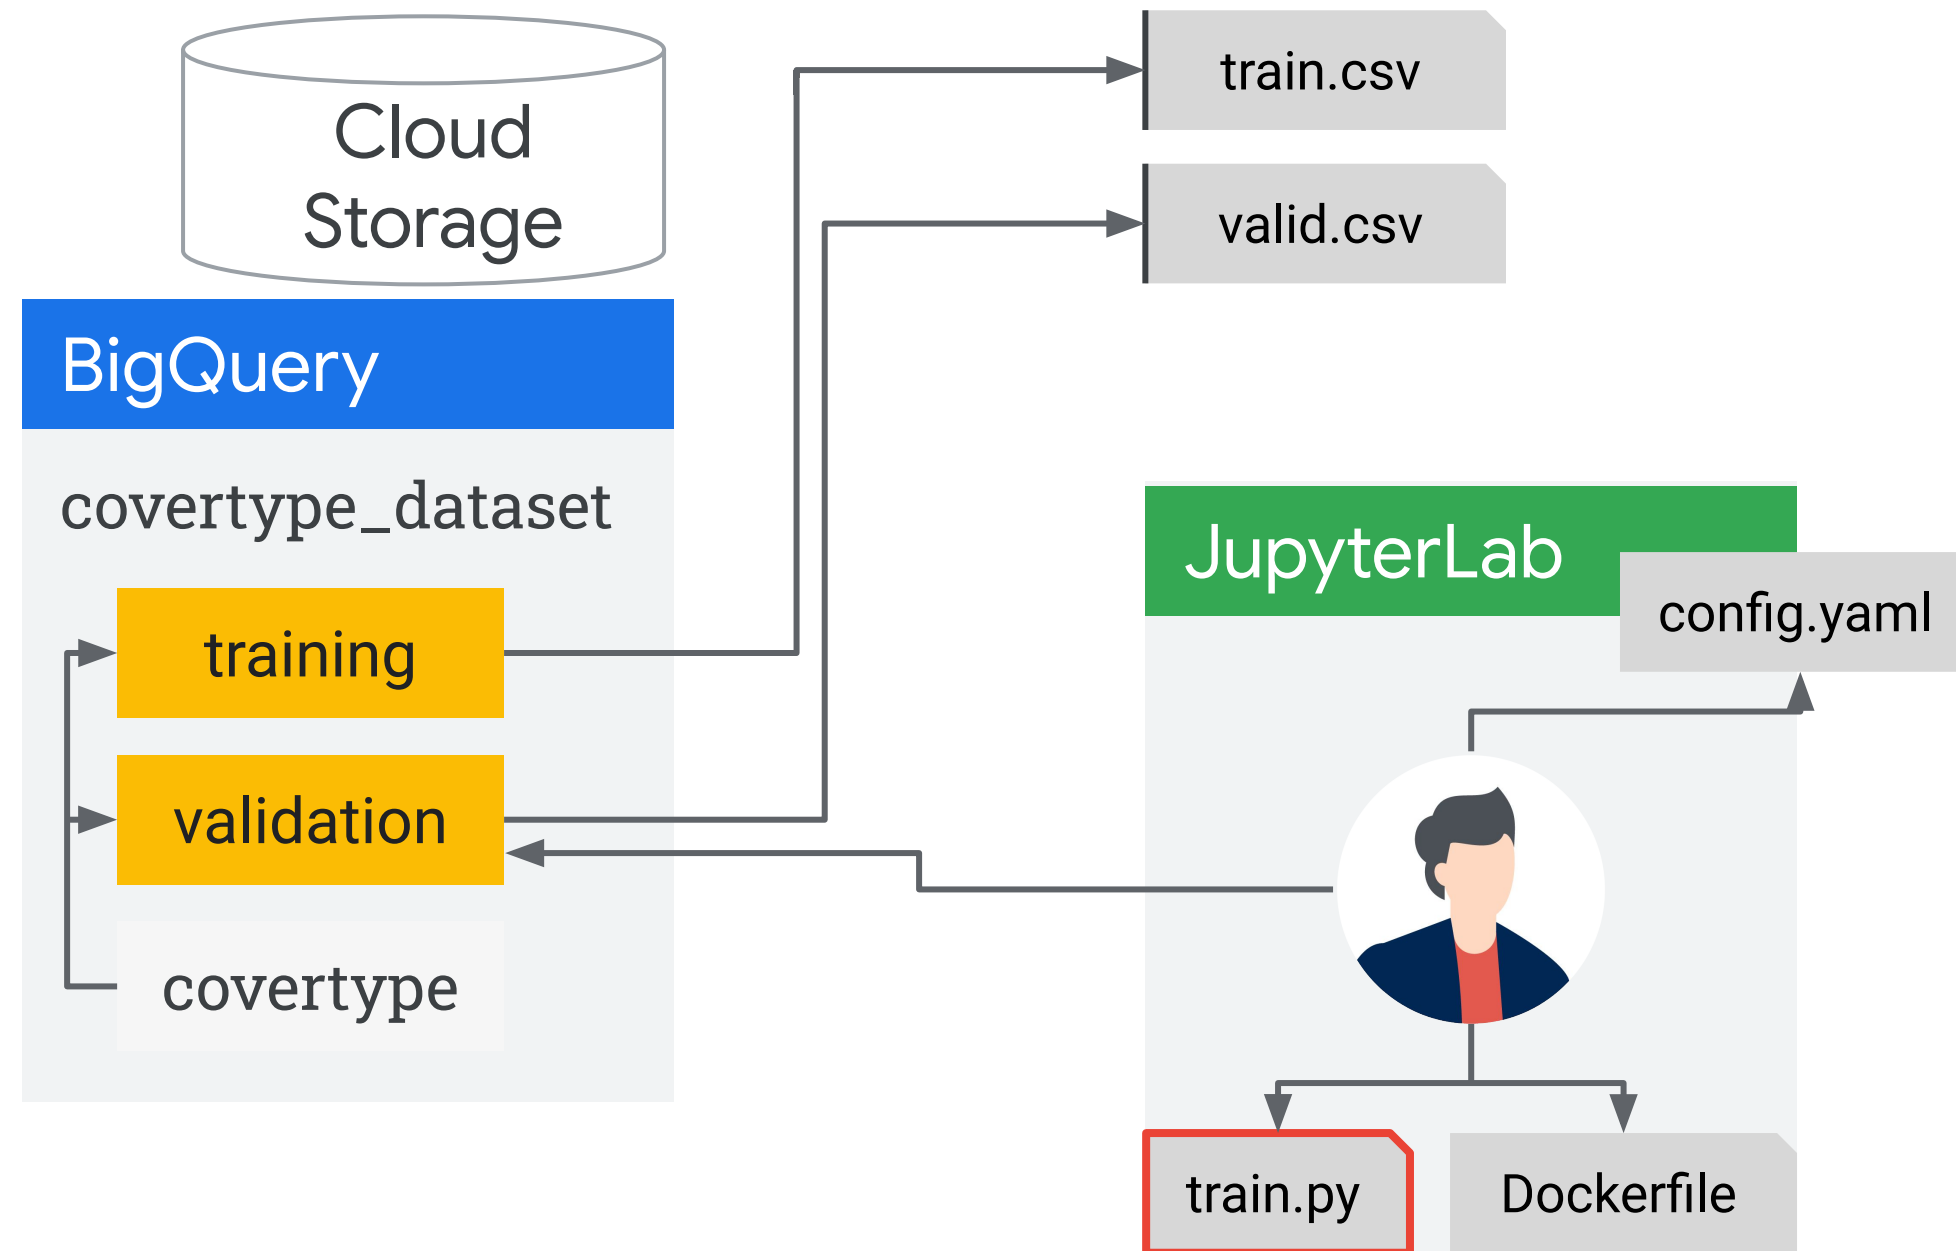 Cloud
Storage
train.csv
valid.csv
BigQuery
covertype_dataset
training
validation
covertype
JupyterLab
config.yaml
train.py
Dockerfile